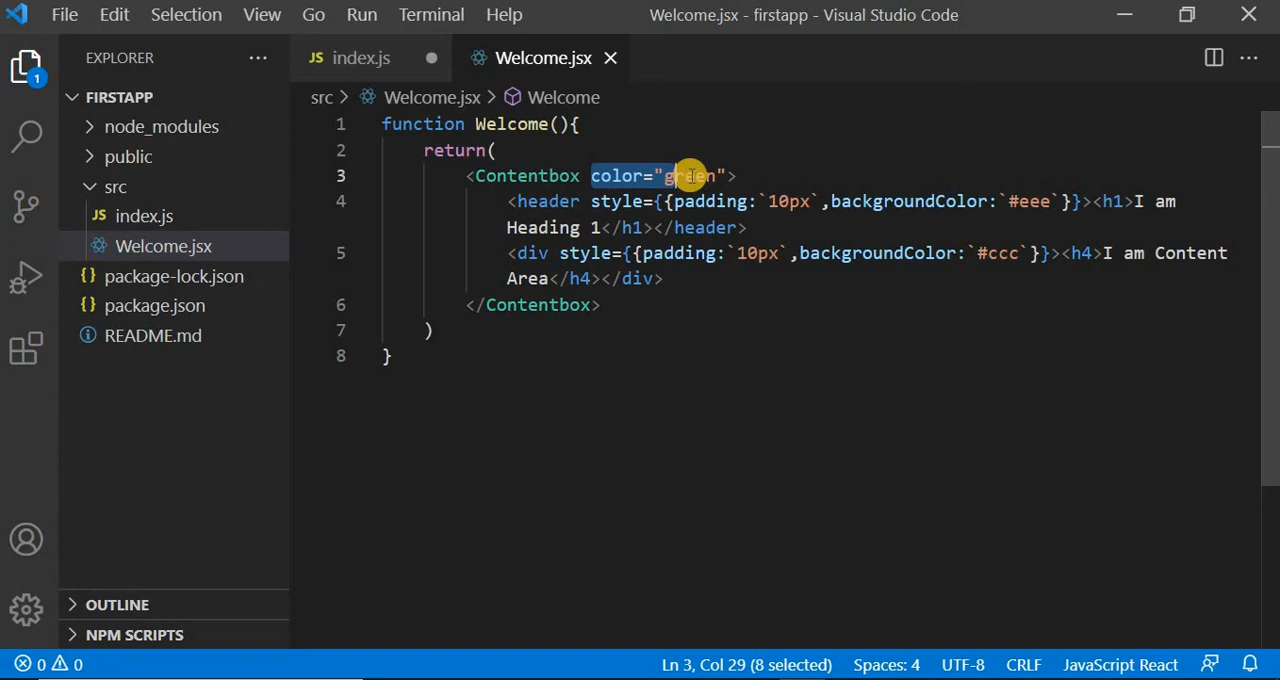 File Edit Selection View Go Run Terminal Help Welcome.jsx - firstapp - Visual Studio Code
EXPLORER ···
JS index.js
Welcome.jsx
1
FIRSTAPP
src > Welcome.jsx > Welcome
node_modules
public
src
JS index.js
Welcome.jsx
{} package-lock.json
{} package.json
README.md
1 function Welcome(){
2 return(
3 <Contentbox color="green">
4 <header style={{padding:`10px`,backgroundColor:`#eee`}}><h1>I am
Heading 1</h1></header>
5 <div style={{padding:`10px`,backgroundColor:`#ccc`}}><h4>I am Content
Area</h4></div>
6 </Contentbox>
7 )
8 }
OUTLINE
NPM SCRIPTS
0 0 Ln 3, Col 29 (8 selected) Spaces: 4 UTF-8 CRLF JavaScript React